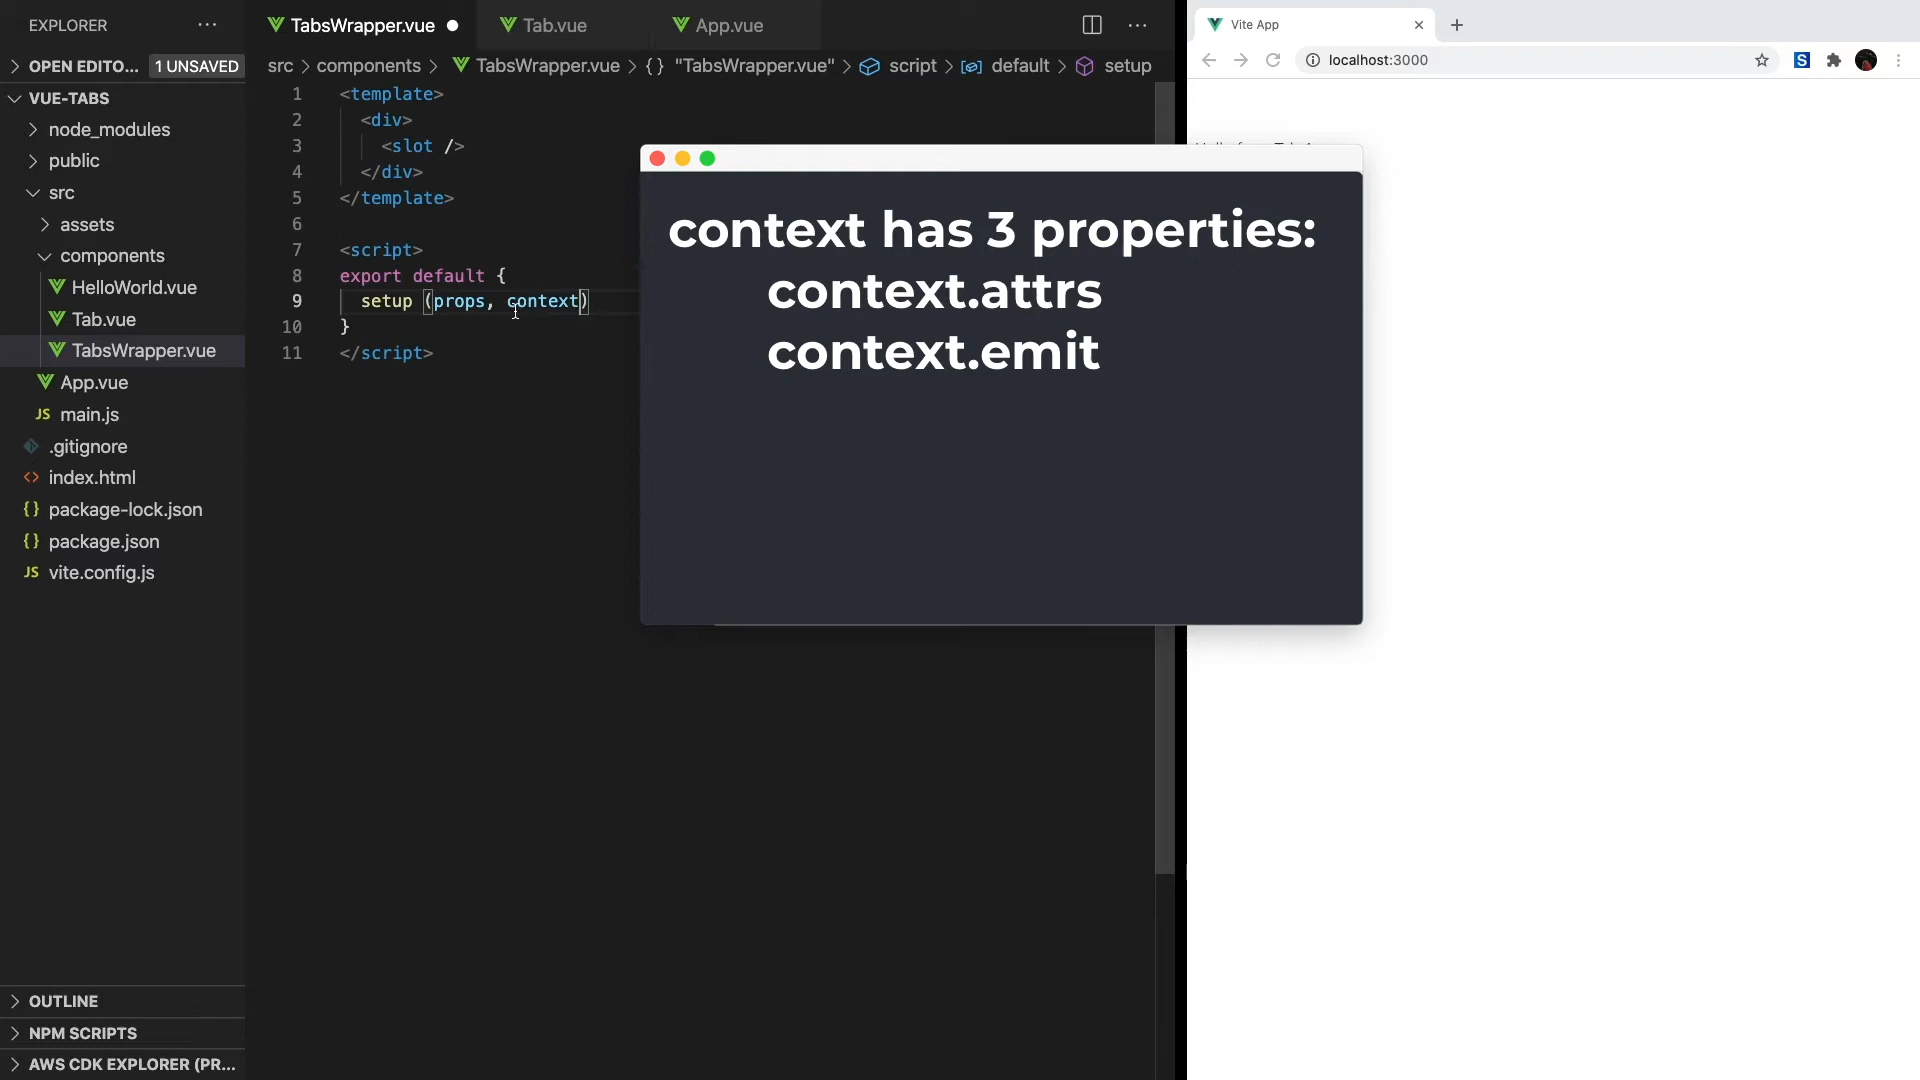 EXPLORER
OPEN EDITO... 1 UNSAVED
VUE-TABS
node_modules
public
src
assets
components
HelloWorld.vue
Tab.vue
TabsWrapper.vue
App.vue
JS main.js
.gitignore
<> index.html
{} package-lock.json
{} package.json
JS vite.config.js
OUTLINE
NPM SCRIPTS
AWS CDK EXPLORER (PR...
TabsWrapper.vue
Tab.vue
App.vue
src > components > TabsWrapper.vue > {} "TabsWrapper.vue" > script > default > setup
1 <template>
2 <div>
3 <slot />
4 </div>
5 </template>
6
7 <script>
8 export default {
9 setup (props, context)
10 }
11 </script>
context has 3 properties:
context.attrs
context.emit
Vite App
localhost:3000
S